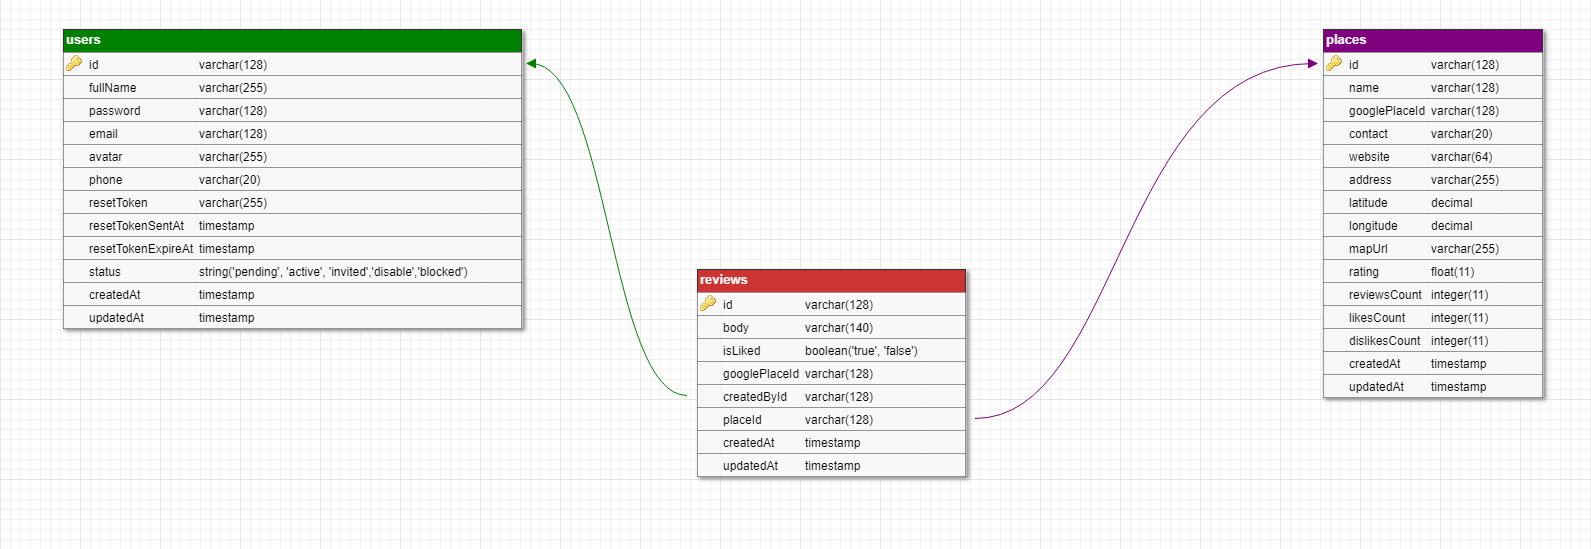 users
id varchar(128)
fullName varchar(255)
password varchar(128)
email varchar(128)
avatar varchar(255)
phone varchar(20)
resetToken varchar(255)
resetTokenSentAt timestamp
resetTokenExpireAt timestamp
status string('pending', 'active', 'invited','disable','blocked')
createdAt timestamp
updatedAt timestamp
reviews
id varchar(128)
body varchar(140)
isLiked boolean('true', 'false')
googlePlaceId varchar(128)
createdById varchar(128)
placeId varchar(128)
createdAt timestamp
updatedAt timestamp
places
id varchar(128)
name varchar(128)
googlePlaceId varchar(128)
contact varchar(20)
website varchar(64)
address varchar(255)
latitude decimal
longitude decimal
mapUrl varchar(255)
rating float(11)
reviewsCount integer(11)
likesCount integer(11)
dislikesCount integer(11)
createdAt timestamp
updatedAt timestamp